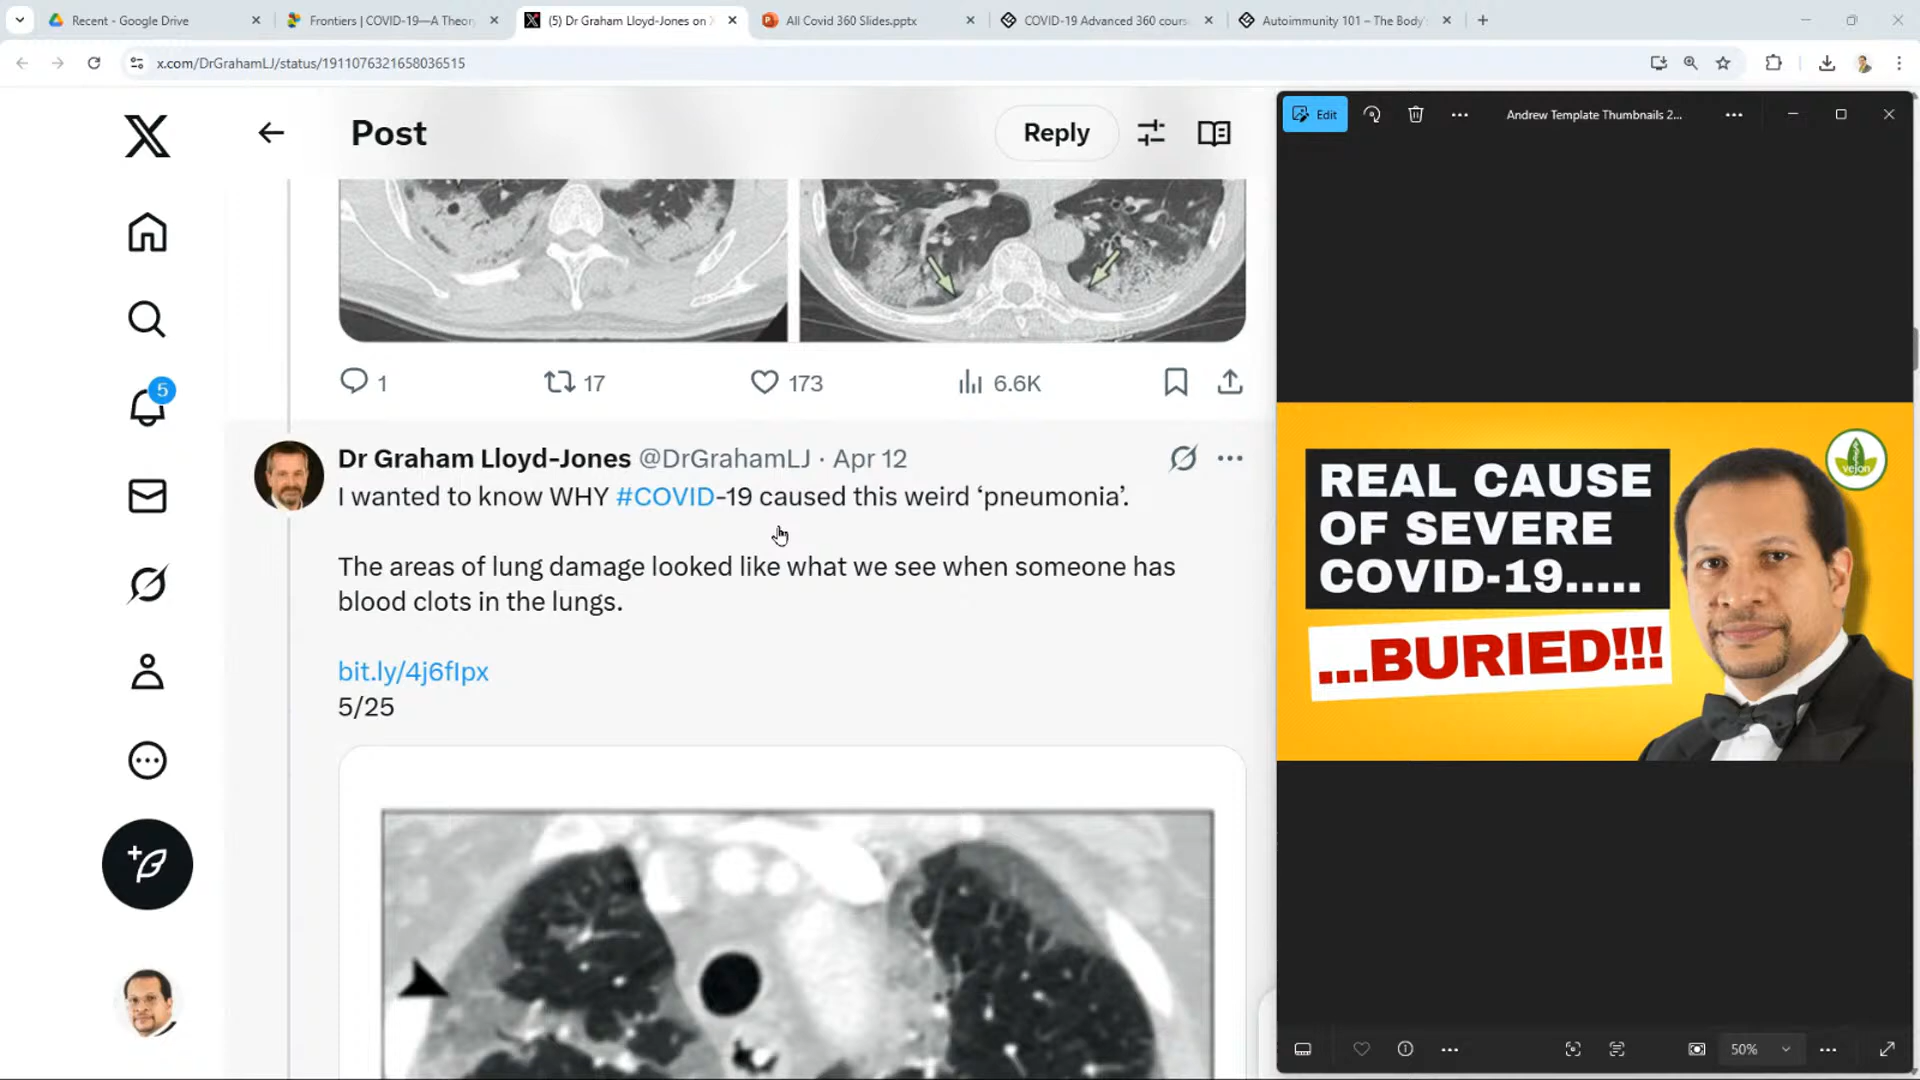 Recent - Google Drive
Frontiers | COVID-19—A Theor
(5) Dr Graham Lloyd-Jones on X
All Covid 360 Slides.pptx
COVID-19 Advanced 360 cours
Autoimmunity 101 – The Body'
x.com/DrGrahamLJ/status/1911076321658036515
Post
Reply
1
17
173
6.6K
5
Dr Graham Lloyd-Jones @DrGrahamLJ · Apr 12
I wanted to know WHY #COVID-19 caused this weird ‘pneumonia’.
The areas of lung damage looked like what we see when someone has
blood clots in the lungs.
bit.ly/4j6fIpx
5/25
Edit
Andrew Template Thumbnails 2...
REAL CAUSE
OF SEVERE
COVID-19.....
...BURIED!!!
vejon
50%